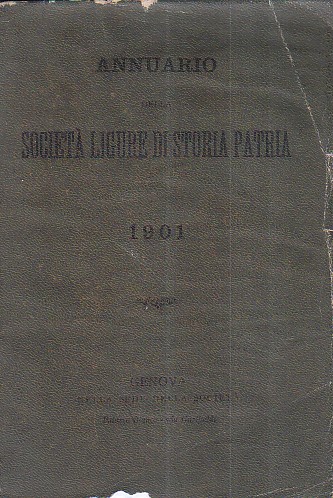 ANNUARIO
DELLA
SOCIETÀ LIGURE DI STORIA PATRIA
1901
GENOVA
NELLA SEDE DELLA SOCIETÀ